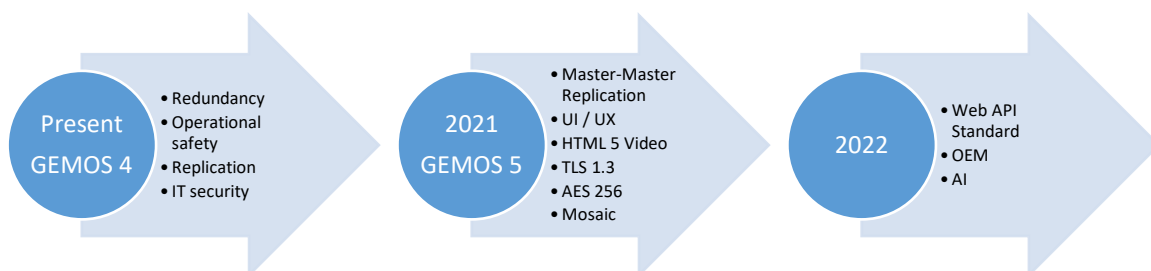 Present
GEMOS 4
• Redundancy
• Operational
safety
• Replication
• IT security
2021
GEMOS 5
• Master-Master
Replication
• UI / UX
• HTML 5 Video
• TLS 1.3
• AES 256
• Mosaic
2022
• Web API
Standard
• OEM
• AI